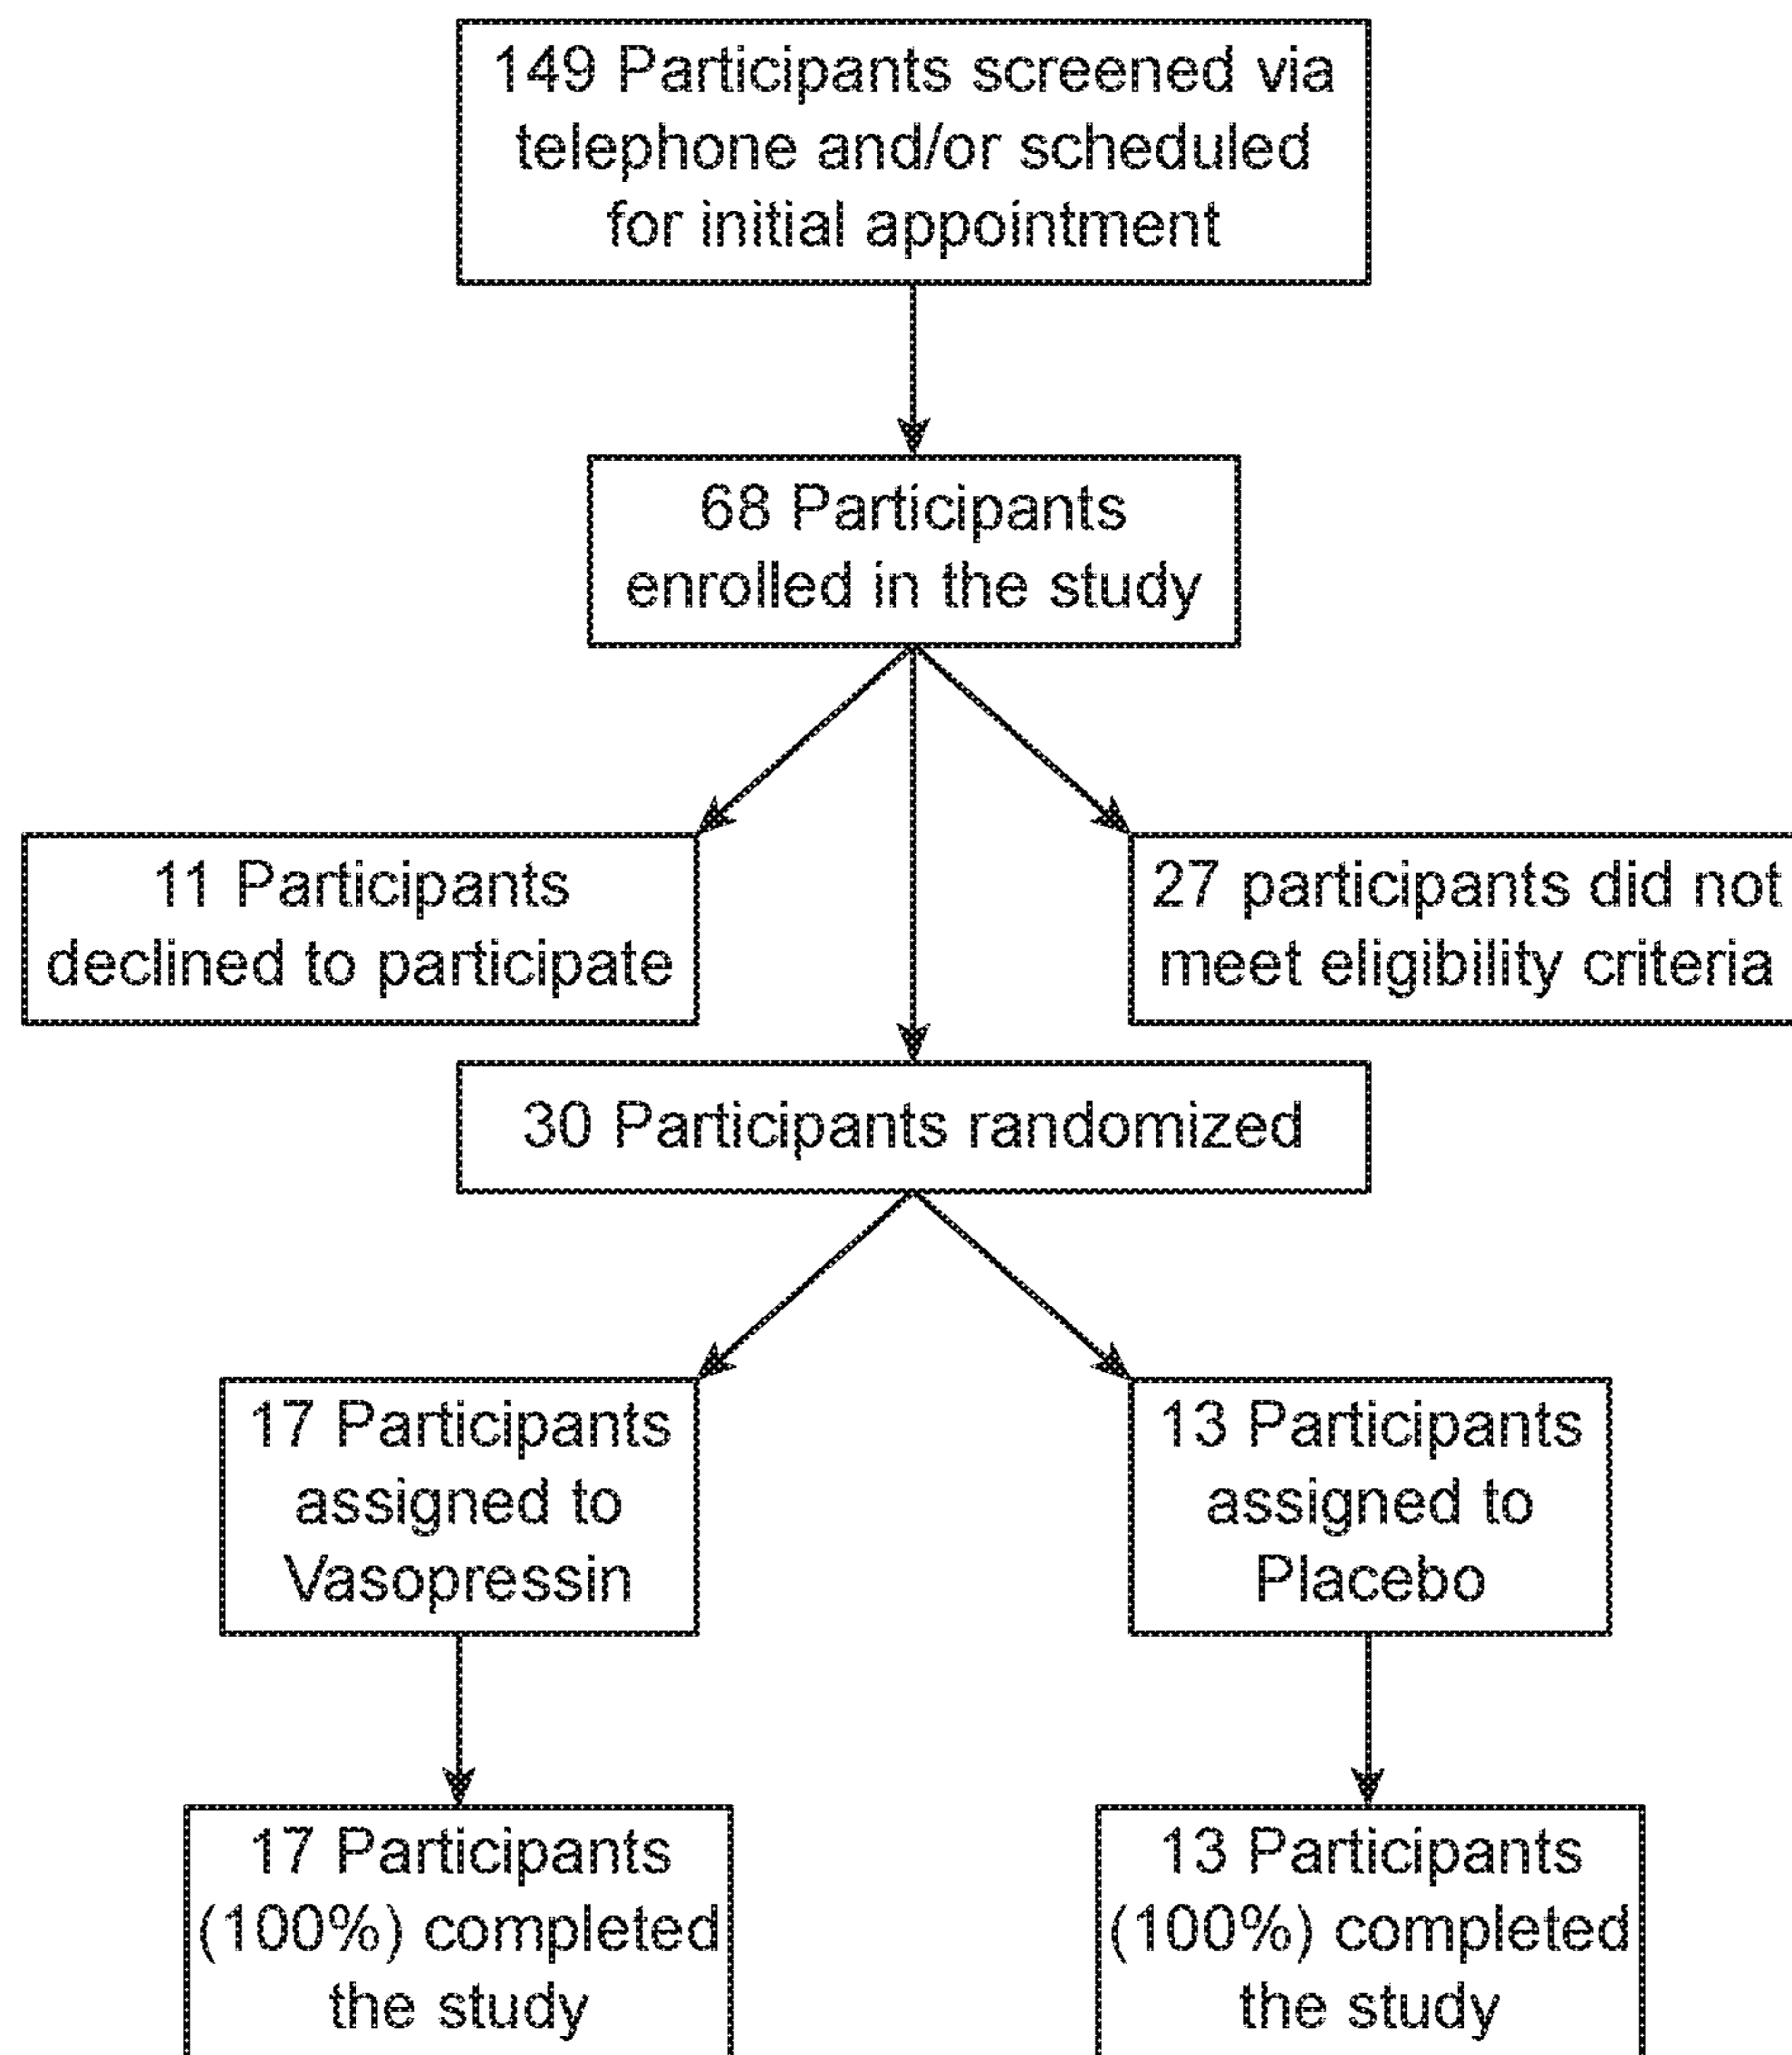 149 Participants screened via
telephone and/or scheduled
for initial appointment
68 Participants
enrolled in the study
11 Participants
declined to participate
27 participants did not
meet eligibility criteria
30 Participants randomized
17 Participants
assigned to
Vasopressin
13 Participants
assigned to
Placebo
17 Participants
(100%) completed
the study
13 Participants
(100%) completed
the study